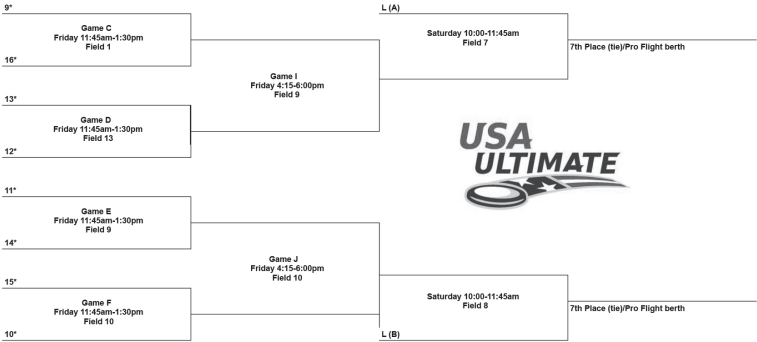 9*
Game C
Friday 11:45am-1:30pm
Field 1
16*
13*
Game D
Friday 11:45am-1:30pm
Field 13
12*
11*
Game E
Friday 11:45am-1:30pm
Field 9
14*
15*
Game F
Friday 11:45am-1:30pm
Field 10
10*
Game I
Friday 4:15-6:00pm
Field 9
Game J
Friday 4:15-6:00pm
Field 10
L (A)
Saturday 10:00-11:45am
Field 7
7th Place (tie)/Pro Flight berth
USA
ULTIMATE
Saturday 10:00-11:45am
Field 8
7th Place (tie)/Pro Flight berth
L (B)